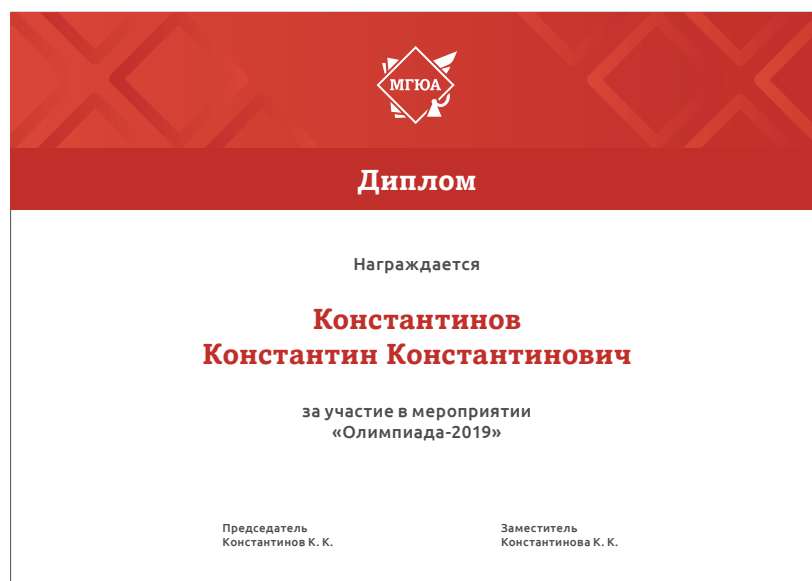 МГЮА
Диплом
Награждается
Константинов
Константин Константинович
за участие в мероприятии
«Олимпиада-2019»
Председатель
Константинов К. К.
Заместитель
Константинова К. К.